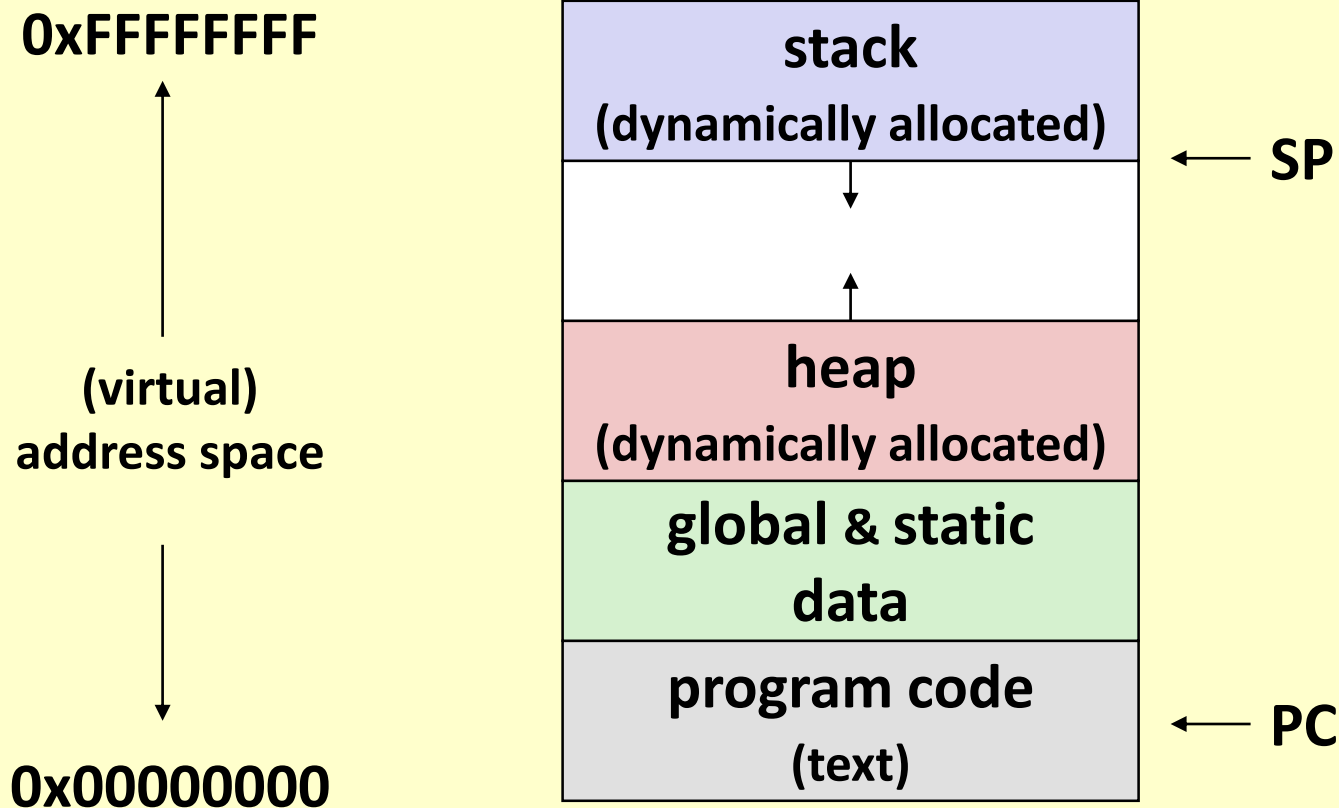 0xFFFFFFFF
(virtual)
address space
0x00000000
stack
(dynamically allocated)
heap
(dynamically allocated)
global & static
data
program code
(text)
SP
PC